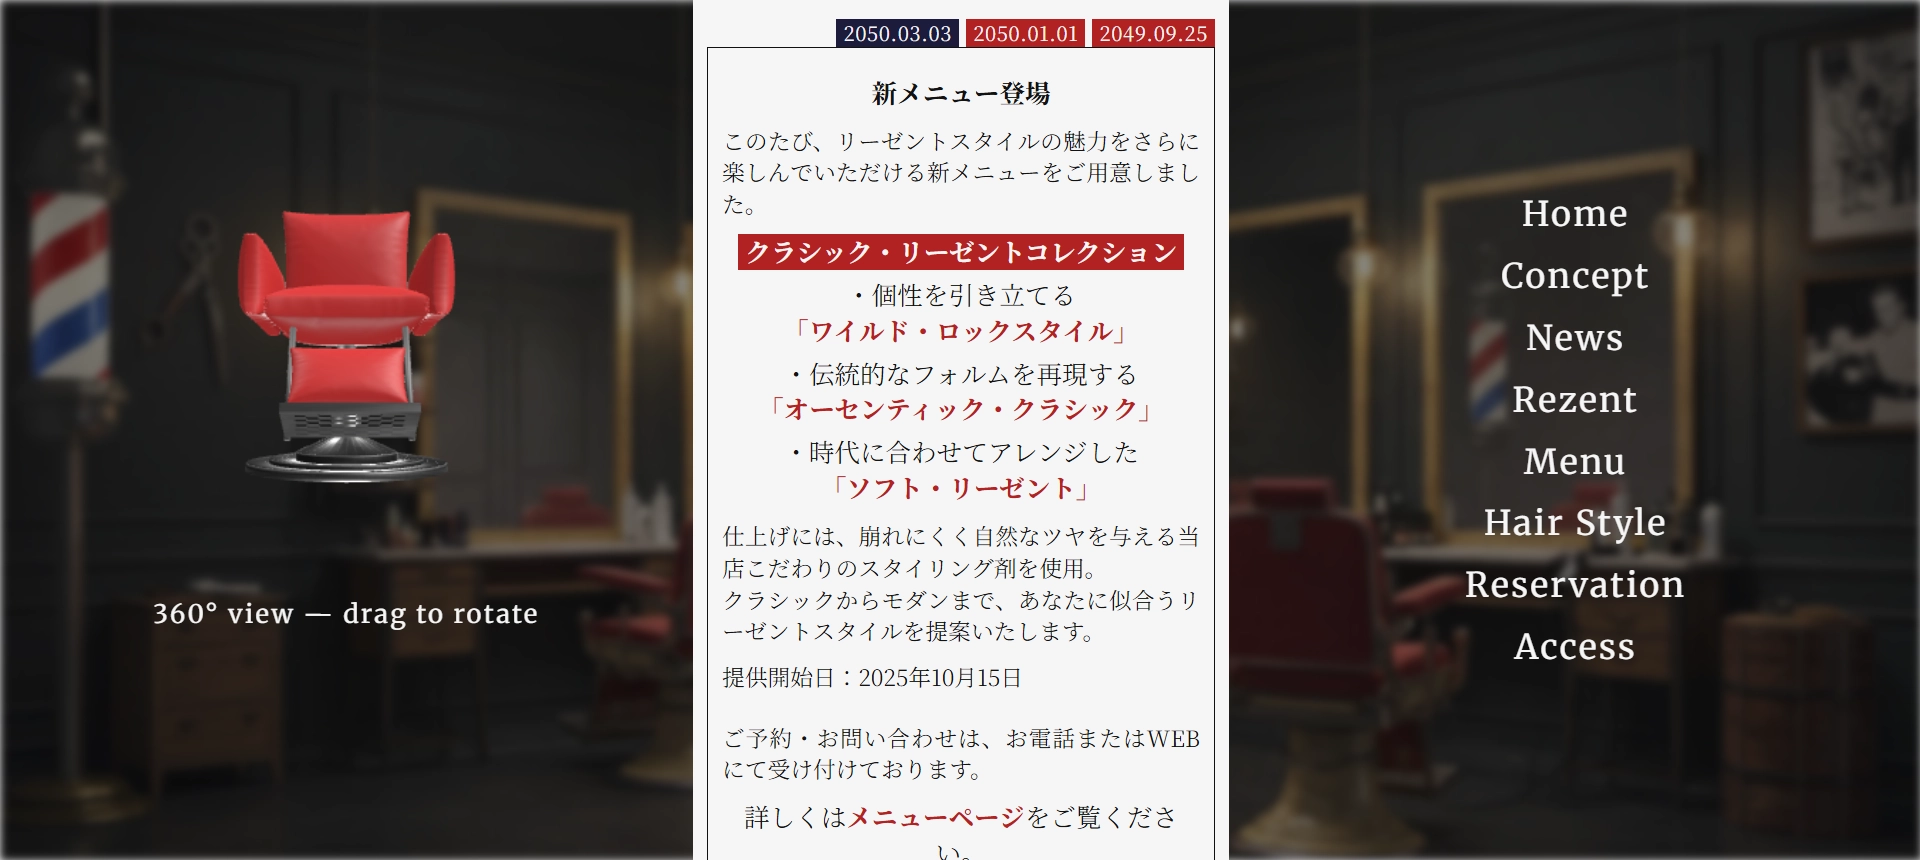 360° view — drag to rotate
2050.03.03 2050.01.01 2049.09.25
新メニュー登場
このたび、リーゼントスタイルの魅力をさらに
楽しんでいただける新メニューをご用意しまし
た。
クラシック・リーゼントコレクション
・個性を引き立てる
「ワイルド・ロックスタイル」
・伝統的なフォルムを再現する
「オーセンティック・クラシック」
・時代に合わせてアレンジした
「ソフト・リーゼント」
仕上げには、崩れにくく自然なツヤを与える当
店こだわりのスタイリング剤を使用。
クラシックからモダンまで、あなたに似合うリ
ーゼントスタイルを提案いたします。
提供開始日：2025年10月15日
ご予約・お問い合わせは、お電話またはWEB
にて受け付けております。
詳しくはメニューページをご覧くださ
い。
Home
Concept
News
Rezent
Menu
Hair Style
Reservation
Access